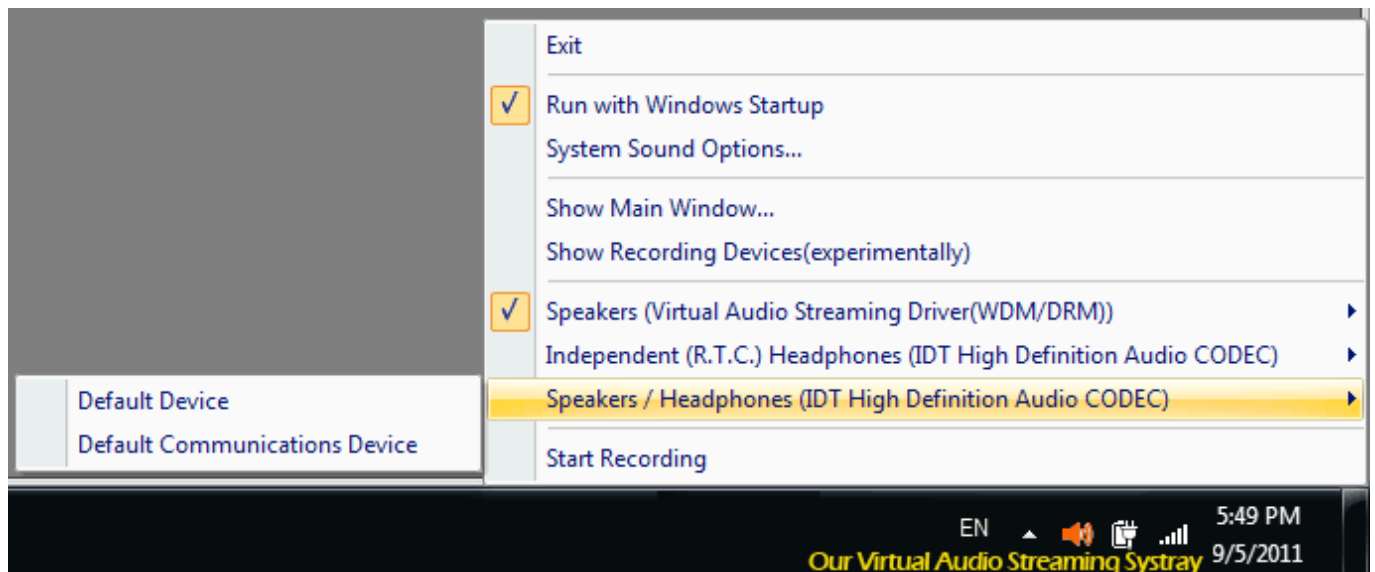 Exit
Run with Windows Startup
System Sound Options...
Show Main Window...
Show Recording Devices(experimentally)
Speakers (Virtual Audio Streaming Driver(WDM/DRM))
Independent (R.T.C.) Headphones (IDT High Definition Audio CODEC)
Speakers / Headphones (IDT High Definition Audio CODEC)
Default Device
Default Communications Device
Start Recording
EN
5:49 PM
Our Virtual Audio Streaming Systray
9/5/2011